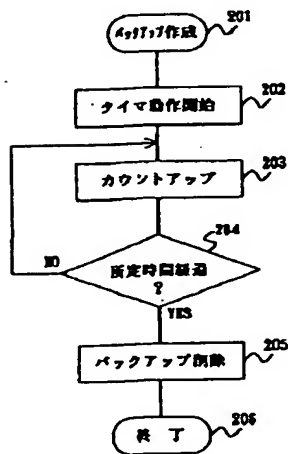 バックアップ作成
201
タイマ動作開始
202
カウントアップ
203
所定時間経過
?
204
NO
YES
バックアップ削除
205
終了
206